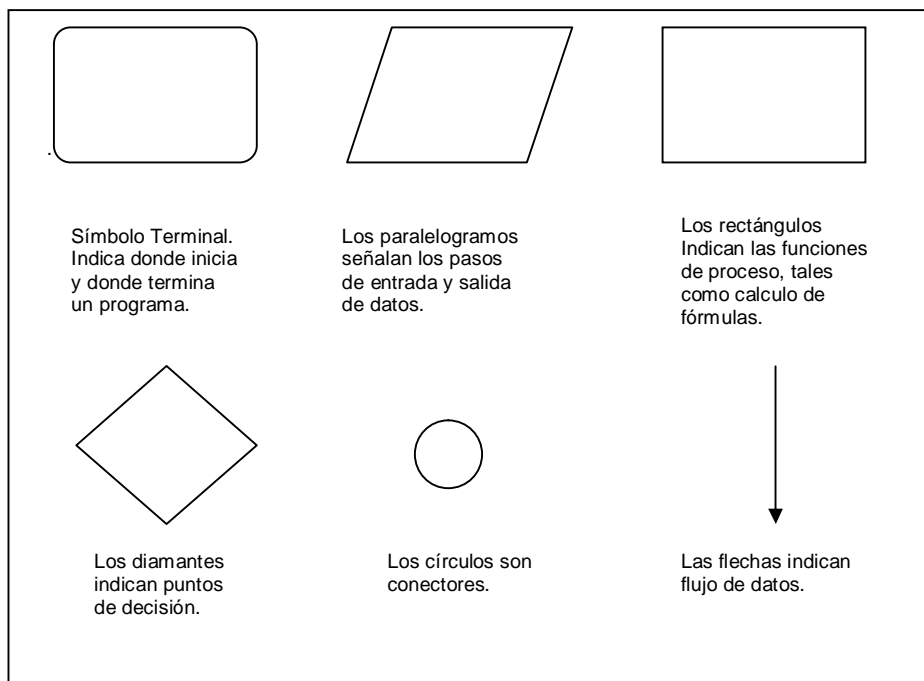 Símbolo Terminal.
Indica donde inicia
y donde termina
un programa.
Los paralelogramos
señalan los pasos
de entrada y salida
de datos.
Los rectángulos
Indican las funciones
de proceso, tales
como calculo de
fórmulas.
Los diamantes
indican puntos
de decisión.
Los círculos son
conectores.
Las flechas indican
flujo de datos.